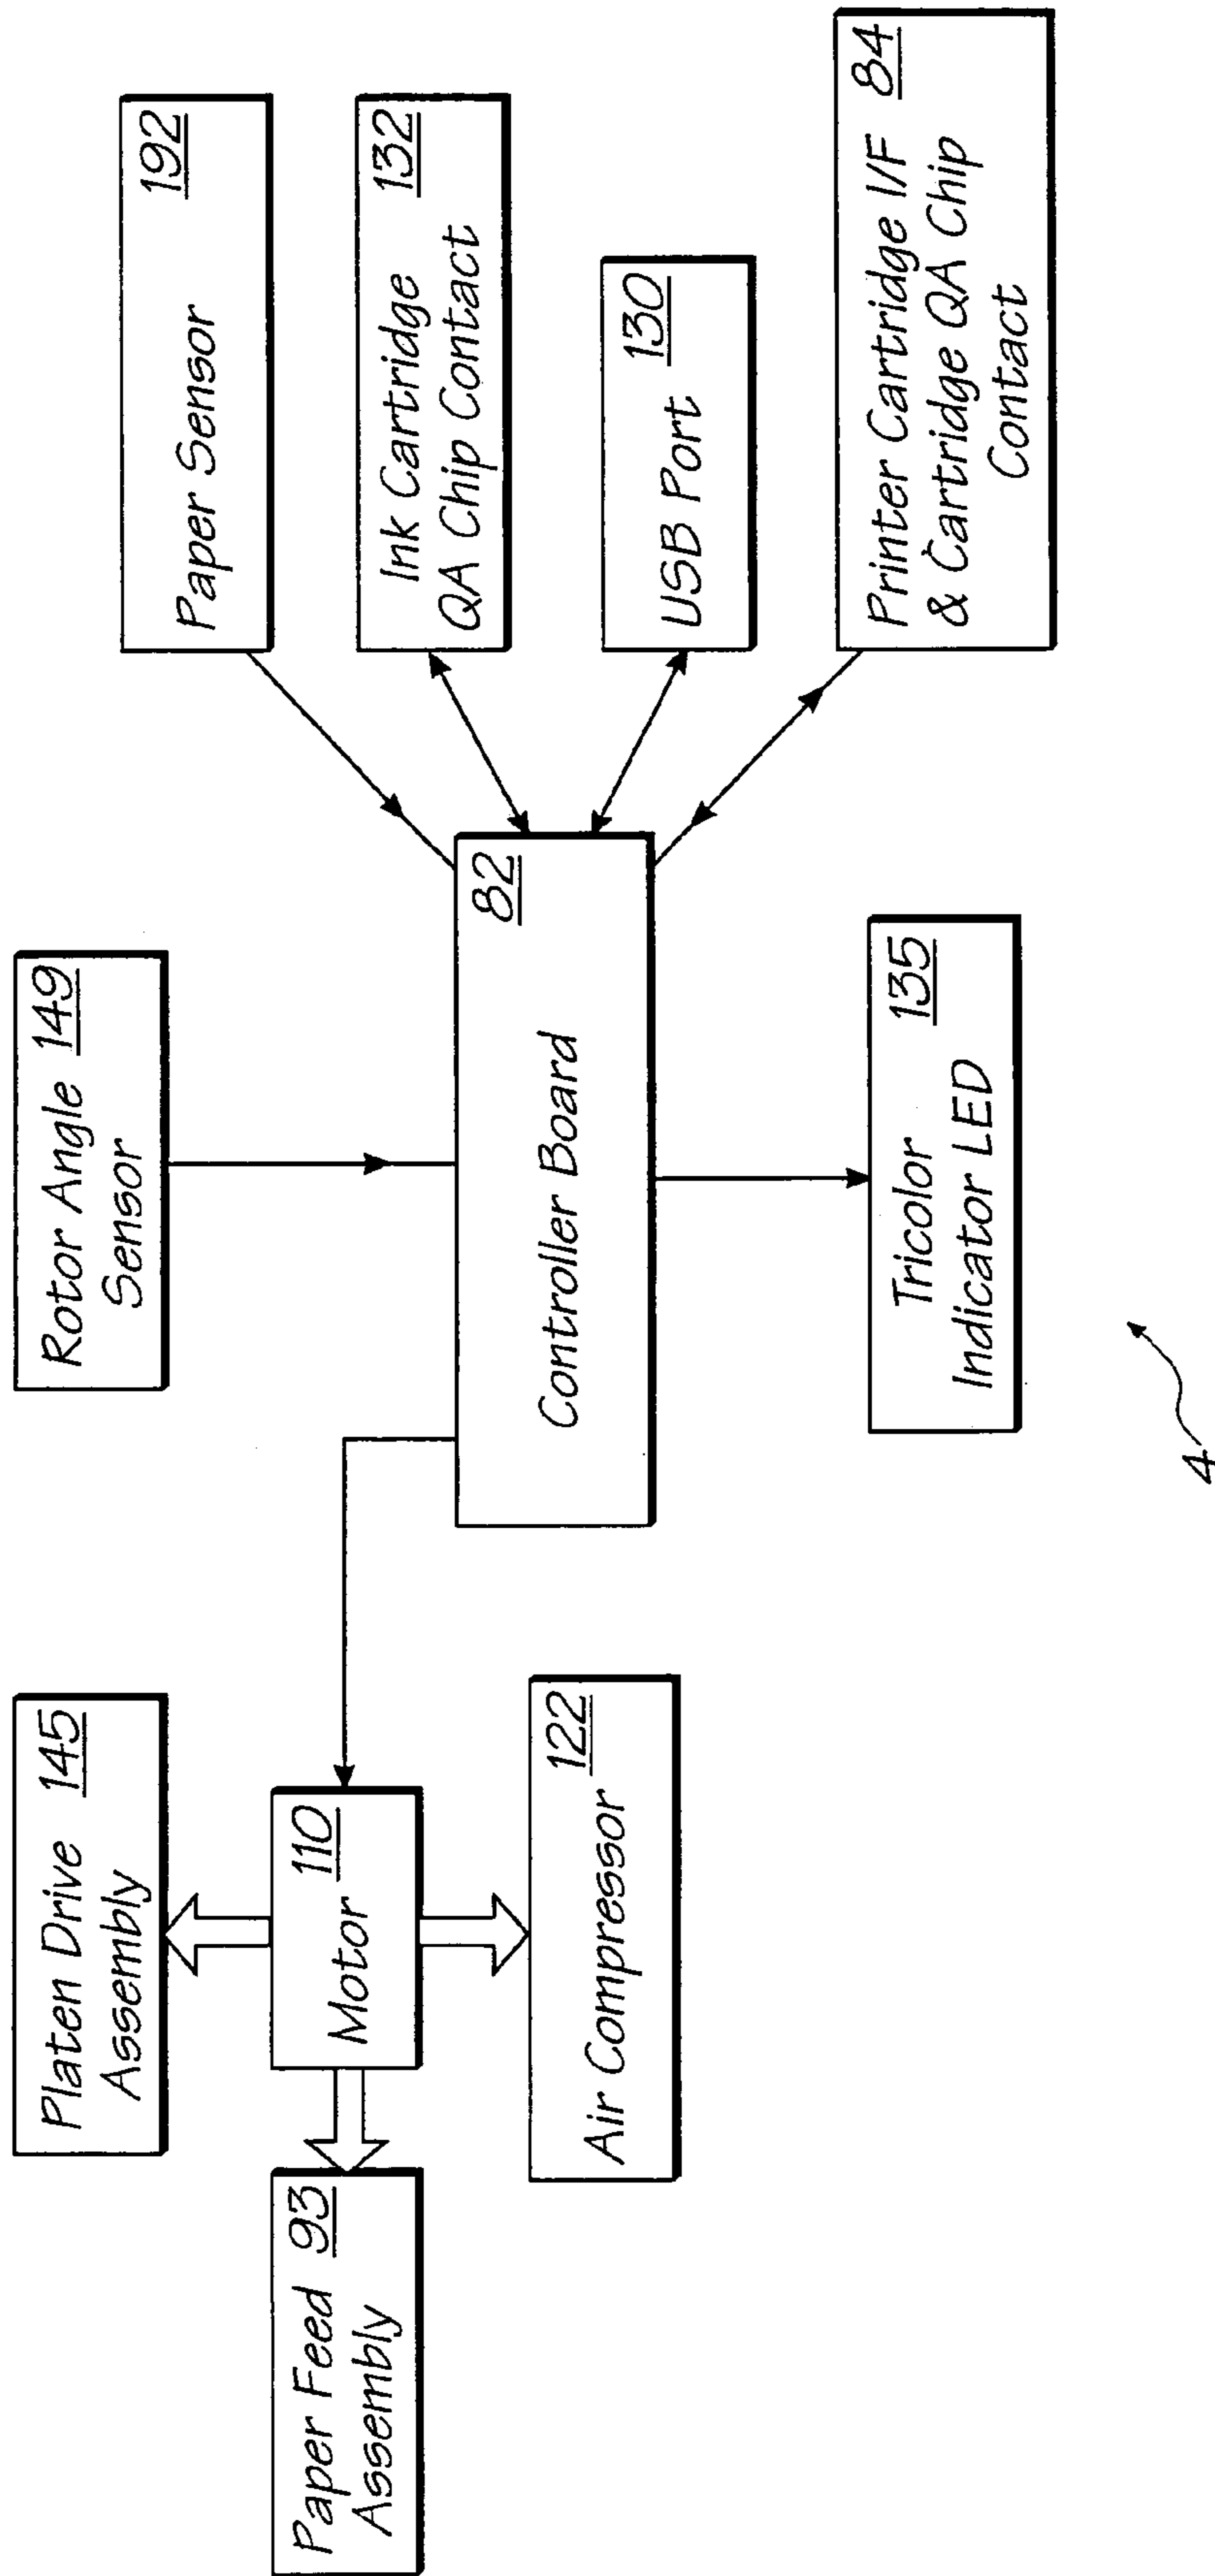 Platen Drive 145
Assembly
Rotor Angle 149
Sensor
Paper Sensor
192
Paper Feed 93
Assembly
110
Motor
Ink Cartridge 132
QA Chip Contact
82
Controller Board
Air Compressor 122
USB Port 130
Tricolor 135
Indicator LED
Printer Cartridge I/F 84
& Cartridge QA Chip
Contact
4